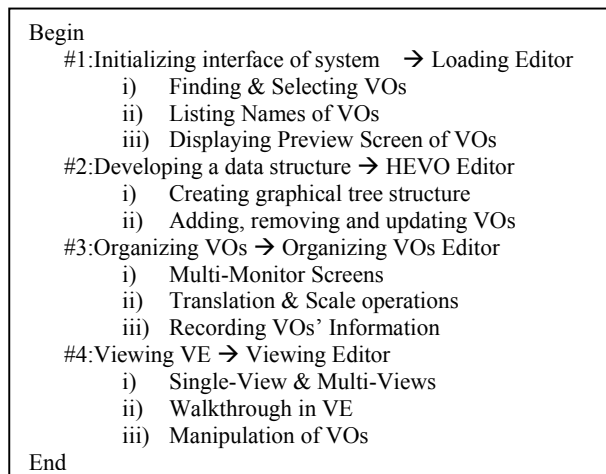 Begin
#1:Initializing interface of system → Loading Editor
i) Finding & Selecting VOs
ii) Listing Names of VOs
iii) Displaying Preview Screen of VOs
#2:Developing a data structure → HEVO Editor
i) Creating graphical tree structure
ii) Adding, removing and updating VOs
#3:Organizing VOs → Organizing VOs Editor
i) Multi-Monitor Screens
ii) Translation & Scale operations
iii) Recording VOs’ Information
#4:Viewing VE → Viewing Editor
i) Single-View & Multi-Views
ii) Walkthrough in VE
iii) Manipulation of VOs
End